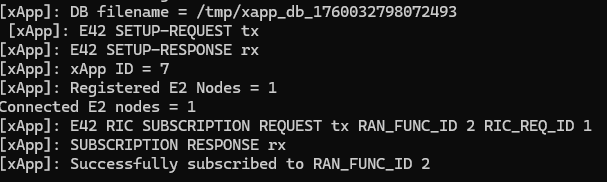 [xApp]: DB filename = /tmp/xapp_db_1760032798072493
[xApp]: E42 SETUP-REQUEST tx
[xApp]: E42 SETUP-RESPONSE rx
[xApp]: xApp ID = 7
[xApp]: Registered E2 Nodes = 1
Connected E2 nodes = 1
[xApp]: E42 RIC SUBSCRIPTION REQUEST tx RAN_FUNC_ID 2 RIC_REQ_ID 1
[xApp]: SUBSCRIPTION RESPONSE rx
[xApp]: Successfully subscribed to RAN_FUNC_ID 2